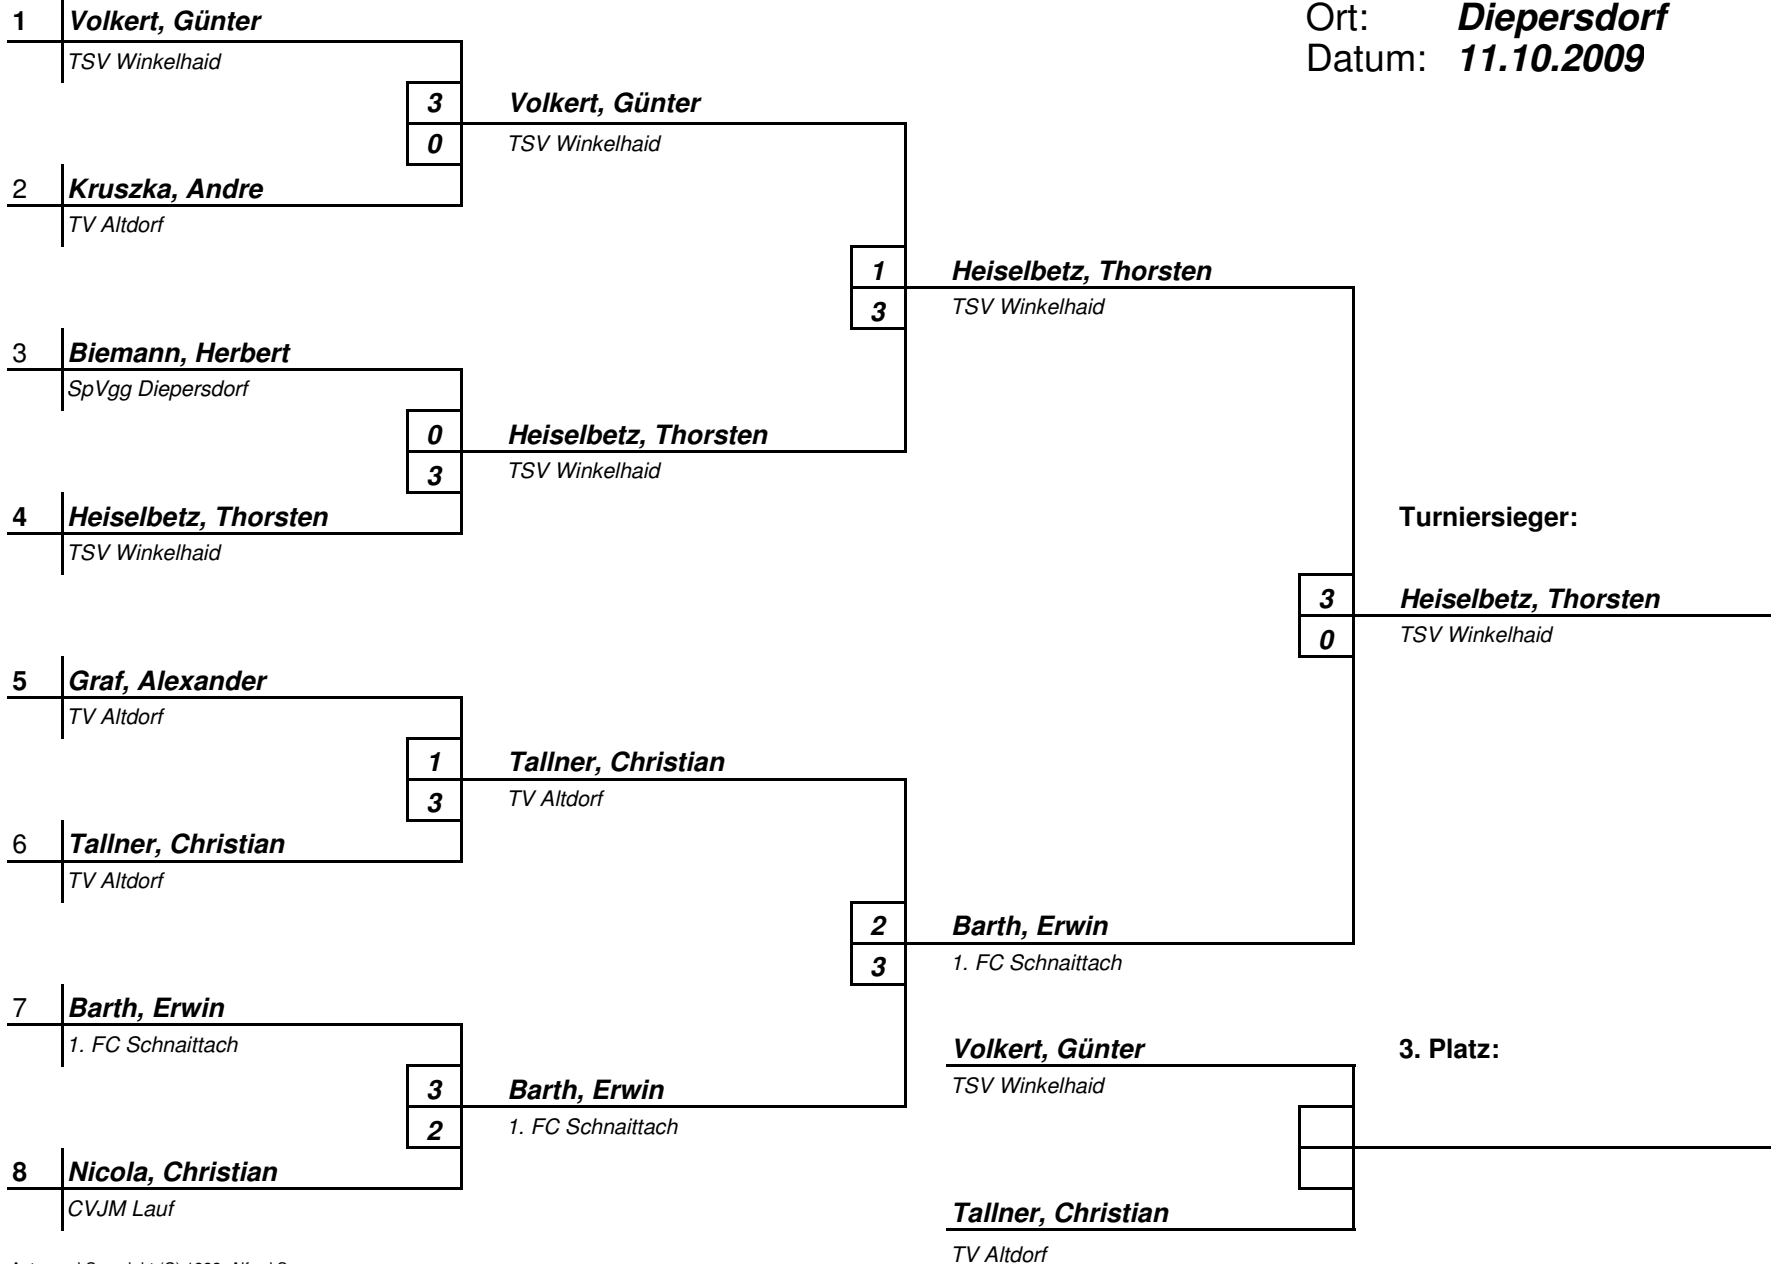 1 Volkert, Günter
TSV Winkelhaid
Ort: Diepersdorf
Datum: 11.10.2009
3 Volkert, Günter
0 TSV Winkelhaid
2 Kruszka, Andre
TV Altdorf
1 Heiselbetz, Thorsten
3 TSV Winkelhaid
3 Biemann, Herbert
SpVgg Diepersdorf
0 Heiselbetz, Thorsten
3 TSV Winkelhaid
4 Heiselbetz, Thorsten
TSV Winkelhaid
Turniersieger:
3 Heiselbetz, Thorsten
0 TSV Winkelhaid
5 Graf, Alexander
TV Altdorf
1 Tallner, Christian
3 TV Altdorf
6 Tallner, Christian
TV Altdorf
2 Barth, Erwin
3 1. FC Schnaittach
7 Barth, Erwin
1. FC Schnaittach
Volkert, Günter 3. Platz:
TSV Winkelhaid
3 Barth, Erwin
2 1. FC Schnaittach
8 Nicola, Christian
CVJM Lauf
Tallner, Christian
TV Altdorf